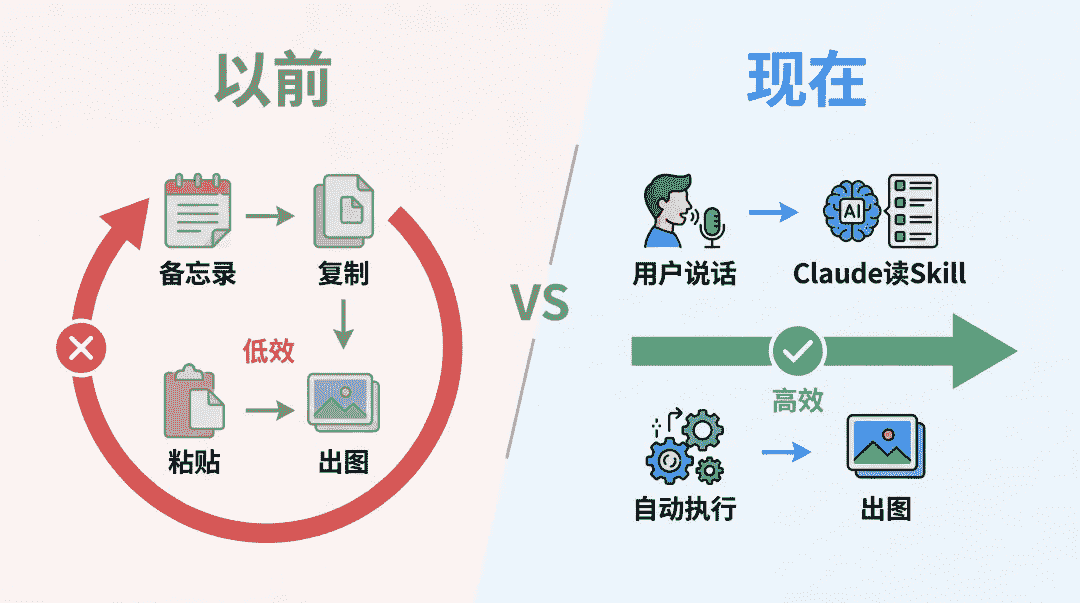 以前
备忘录
复制
低效
粘贴
出图
VS
现在
用户说话
AI
Claude读Skill
高效
自动执行
出图